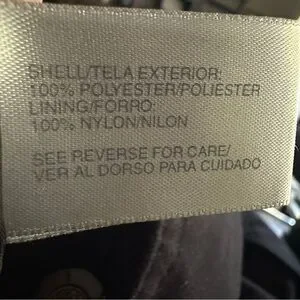 SHELL/TELA EXTERIOR:
100% POLYESTER/POLIESTER
LINING/FORRO:
100% NYLON/NILON
SEE REVERSE FOR CARE/
VER AL DORSO PARA CUIDADO